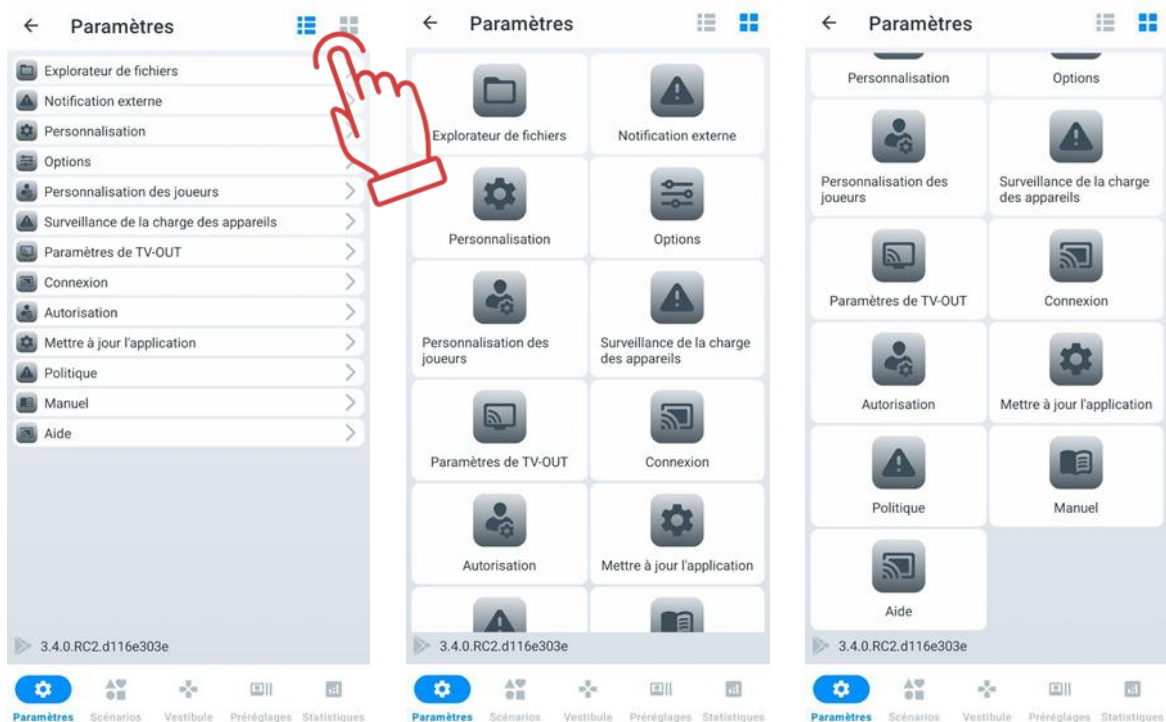 Paramètres
Explorateur de fichiers
Notification externe
Personnalisation
Options
Personnalisation des joueurs
Surveillance de la charge des appareils
Paramètres de TV-OUT
Connexion
Autorisation
Mettre à jour l'application
Politique
Manuel
Aide
3.4.0.RC2.d116e303e
Paramètres Scénarios Vestibule Préréglages Statistiques
Paramètres
Explorateur de fichiers Notification externe
Personnalisation Options
Personnalisation des Surveillance de la charge
joueurs des appareils
Paramètres de TV-OUT Connexion
Autorisation Mettre à jour l'application
3.4.0.RC2.d116e303e
Paramètres Scénarios Vestibule Préréglages Statistiques
Paramètres
Personnalisation Options
Personnalisation des Surveillance de la charge
joueurs des appareils
Paramètres de TV-OUT Connexion
Autorisation Mettre à jour l'application
Politique Manuel
Aide
3.4.0.RC2.d116e303e
Paramètres Scénarios Vestibule Préréglages Statistiques